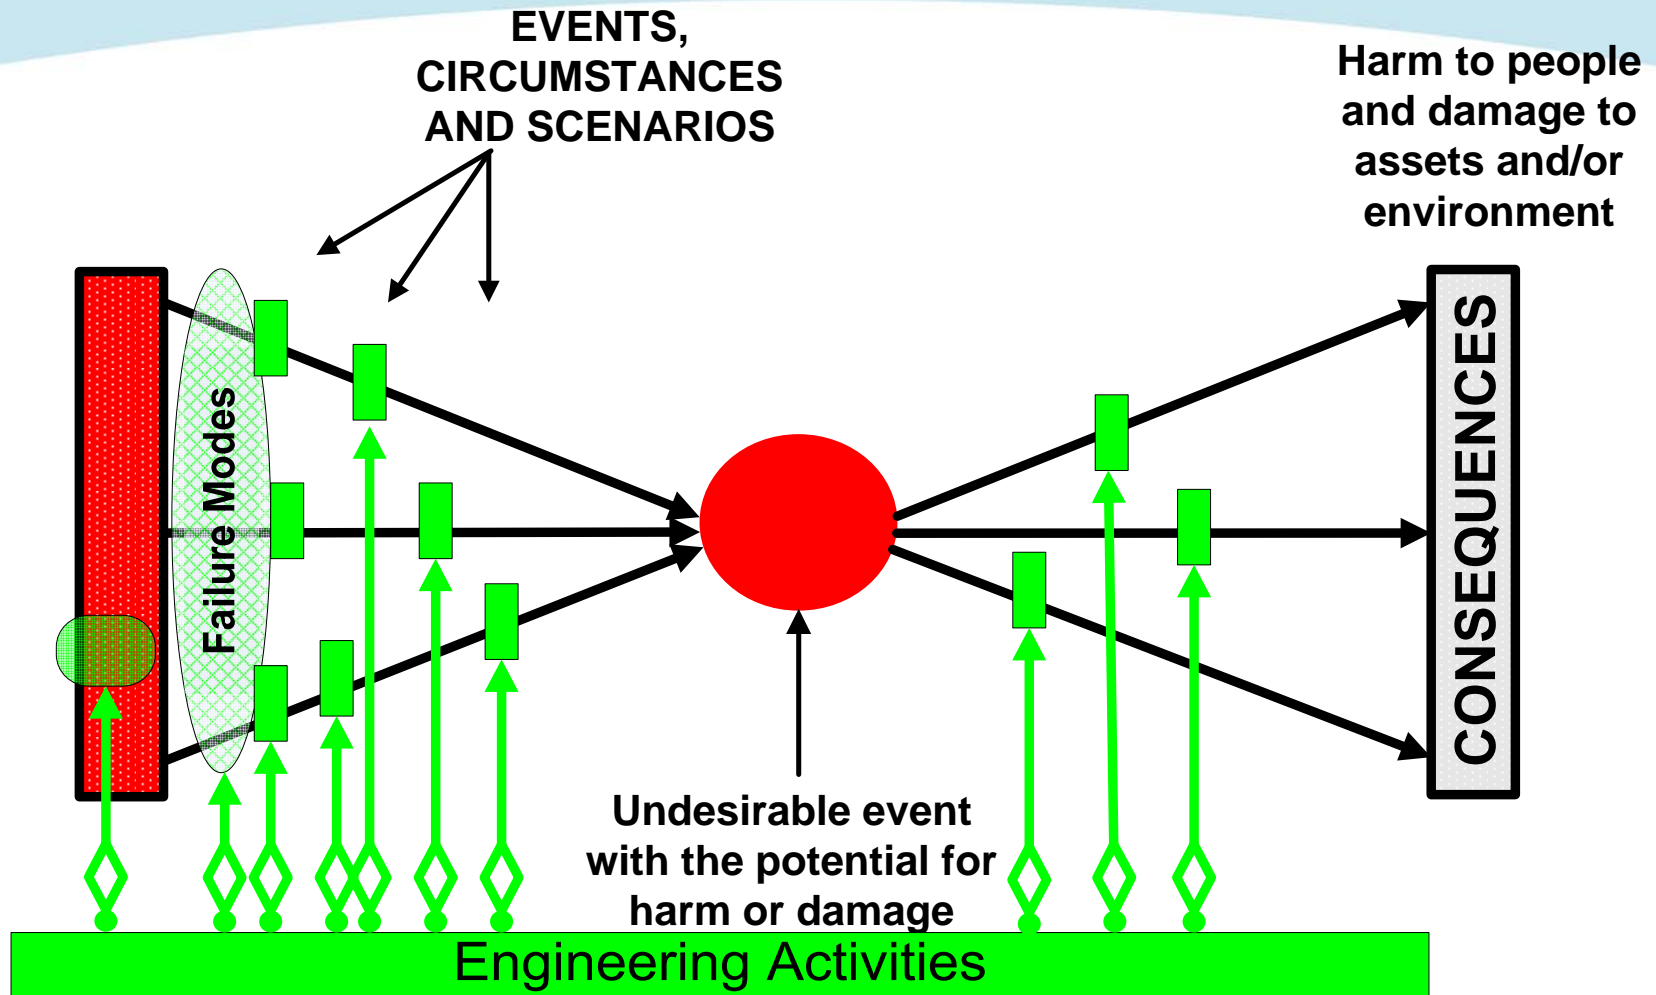 EVENTS,
CIRCUMSTANCES
AND SCENARIOS
Harm to people
and damage to
assets and/or
environment
Failure Modes
CONSEQUENCES
Undesirable event
with the potential for
harm or damage
Engineering Activities